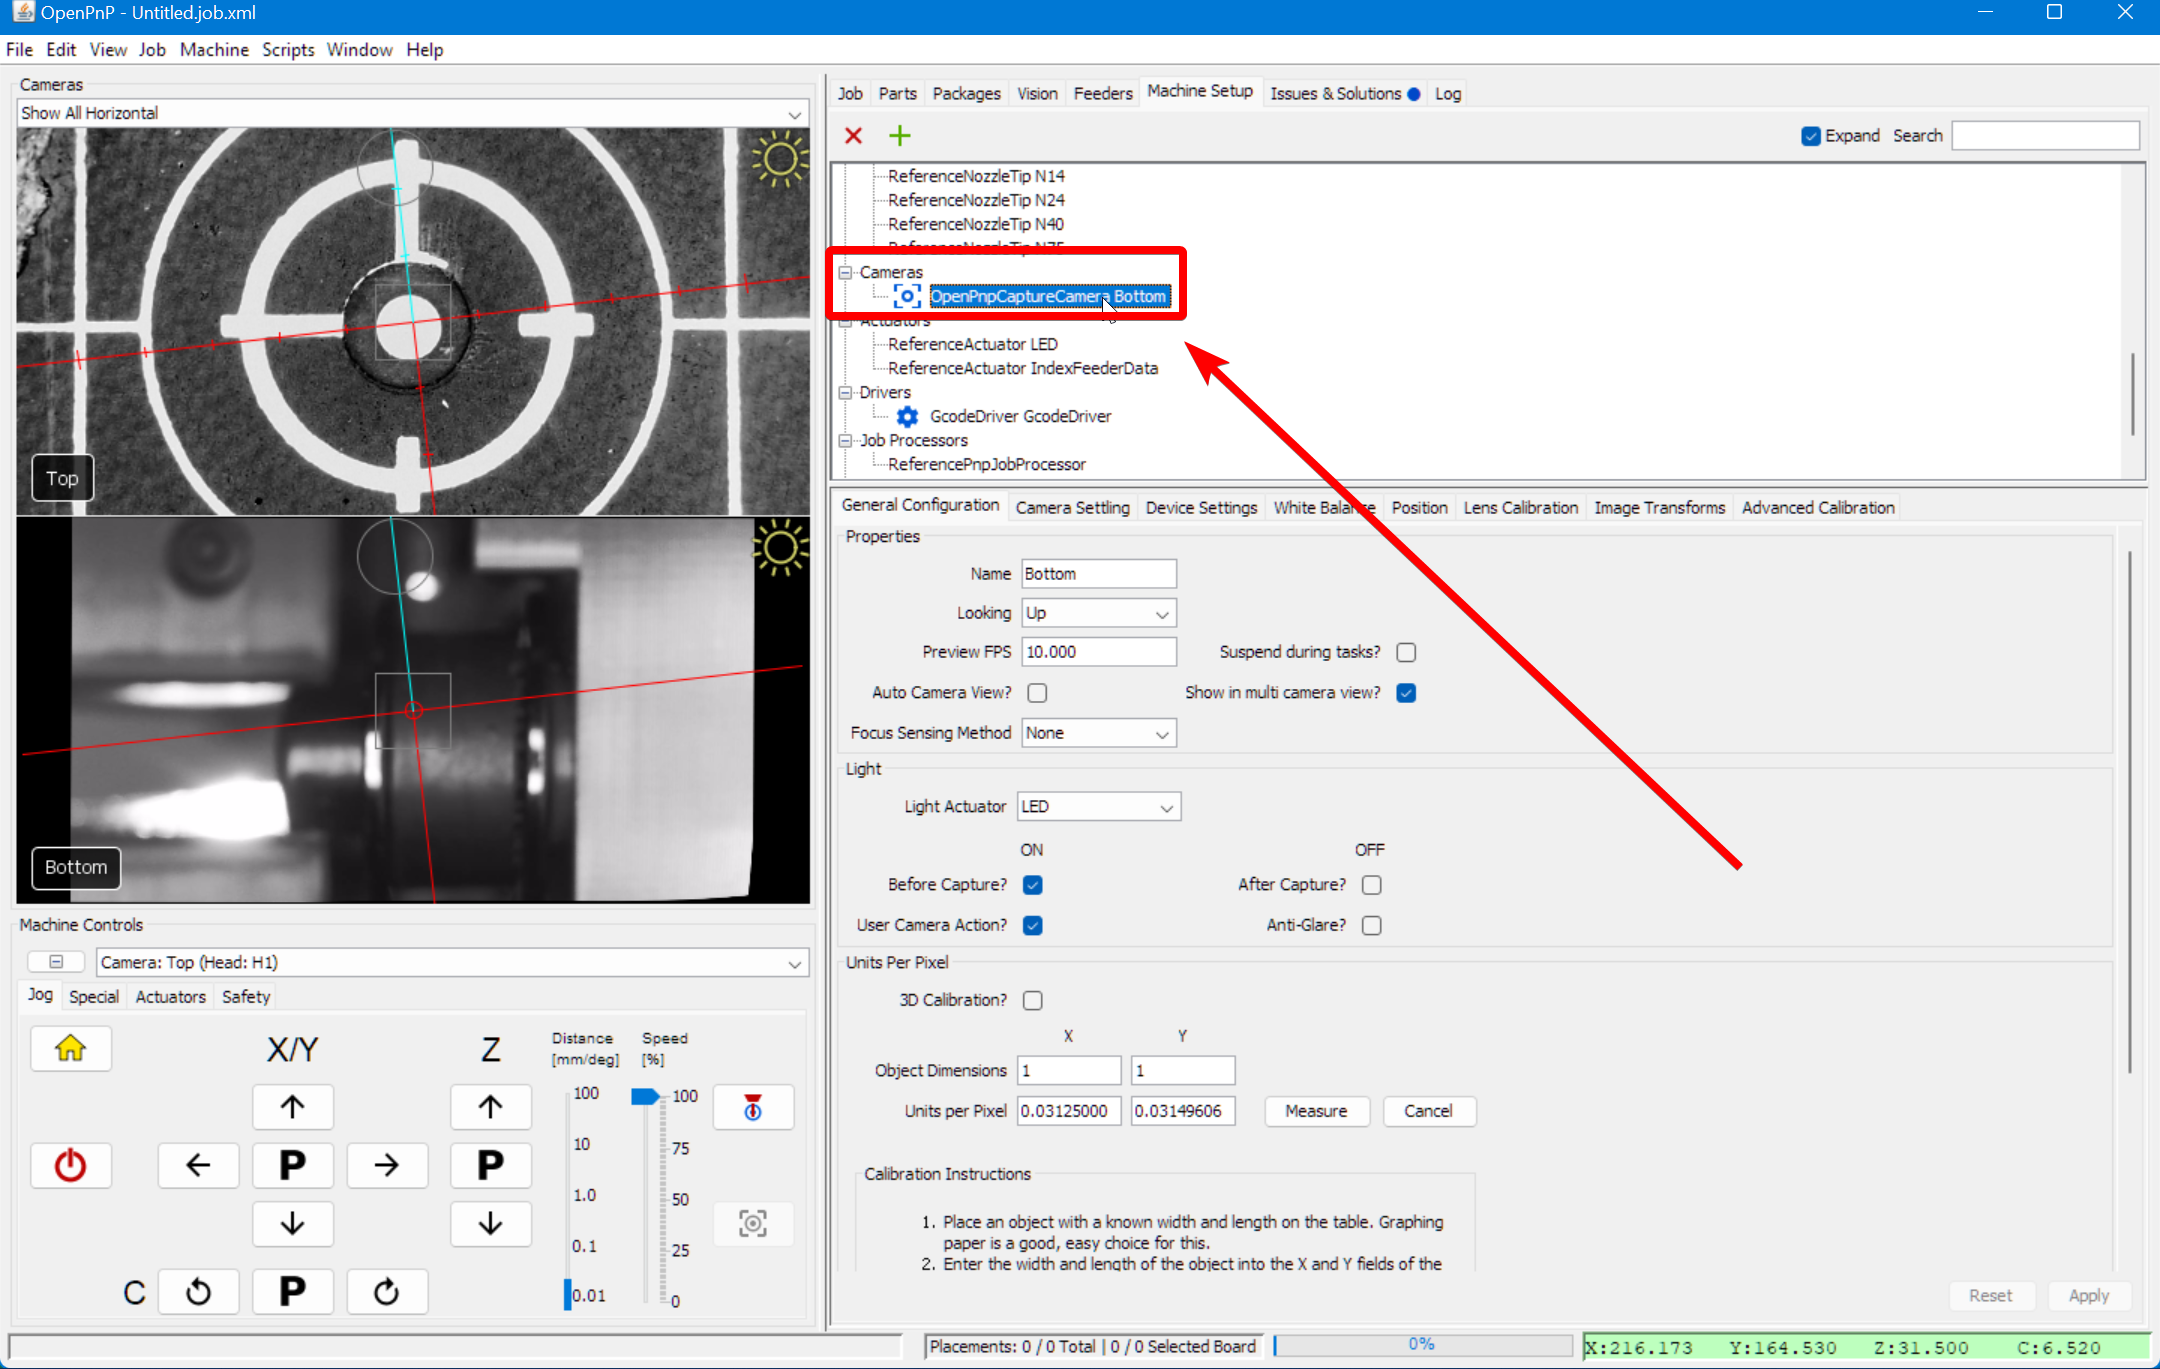 OpenPnP - Untitled.job.xml
File Edit View Job Machine Scripts Window Help
Cameras
Show All Horizontal
Top
Bottom
Machine Controls
Camera: Top (Head: H1)
Jog Special Actuators Safety
X/Y Z Distance [mm/deg] Speed [%]
100 100
10 75
1.0 50
0.1 25
0.01 0
P P
C P
Job Parts Packages Vision Feeders Machine Setup Issues & Solutions Log
Expand Search
ReferenceNozzleTip N14
ReferenceNozzleTip N24
ReferenceNozzleTip N40
ReferenceNozzleTip N75
Cameras
OpenPnpCaptureCamera Bottom
Actuators
ReferenceActuator LED
ReferenceActuator IndexFeederData
Drivers
GcodeDriver GcodeDriver
Job Processors
ReferencePnpJobProcessor
General Configuration Camera Settling Device Settings White Balance Position Lens Calibration Image Transforms Advanced Calibration
Properties
Name Bottom
Looking Up
Preview FPS 10.000 Suspend during tasks?
Auto Camera View? Show in multi camera view?
Focus Sensing Method None
Light
Light Actuator LED
ON OFF
Before Capture? After Capture?
User Camera Action? Anti-Glare?
Units Per Pixel
3D Calibration?
X Y
Object Dimensions 1 1
Units per Pixel 0.03125000 0.03149606 Measure Cancel
Calibration Instructions
1. Place an object with a known width and length on the table. Graphing
paper is a good, easy choice for this.
2. Enter the width and length of the object into the X and Y fields of the
Reset Apply
Placements: 0 / 0 Total | 0 / 0 Selected Board 0% X:216.173 Y:164.530 Z:31.500 C:6.520